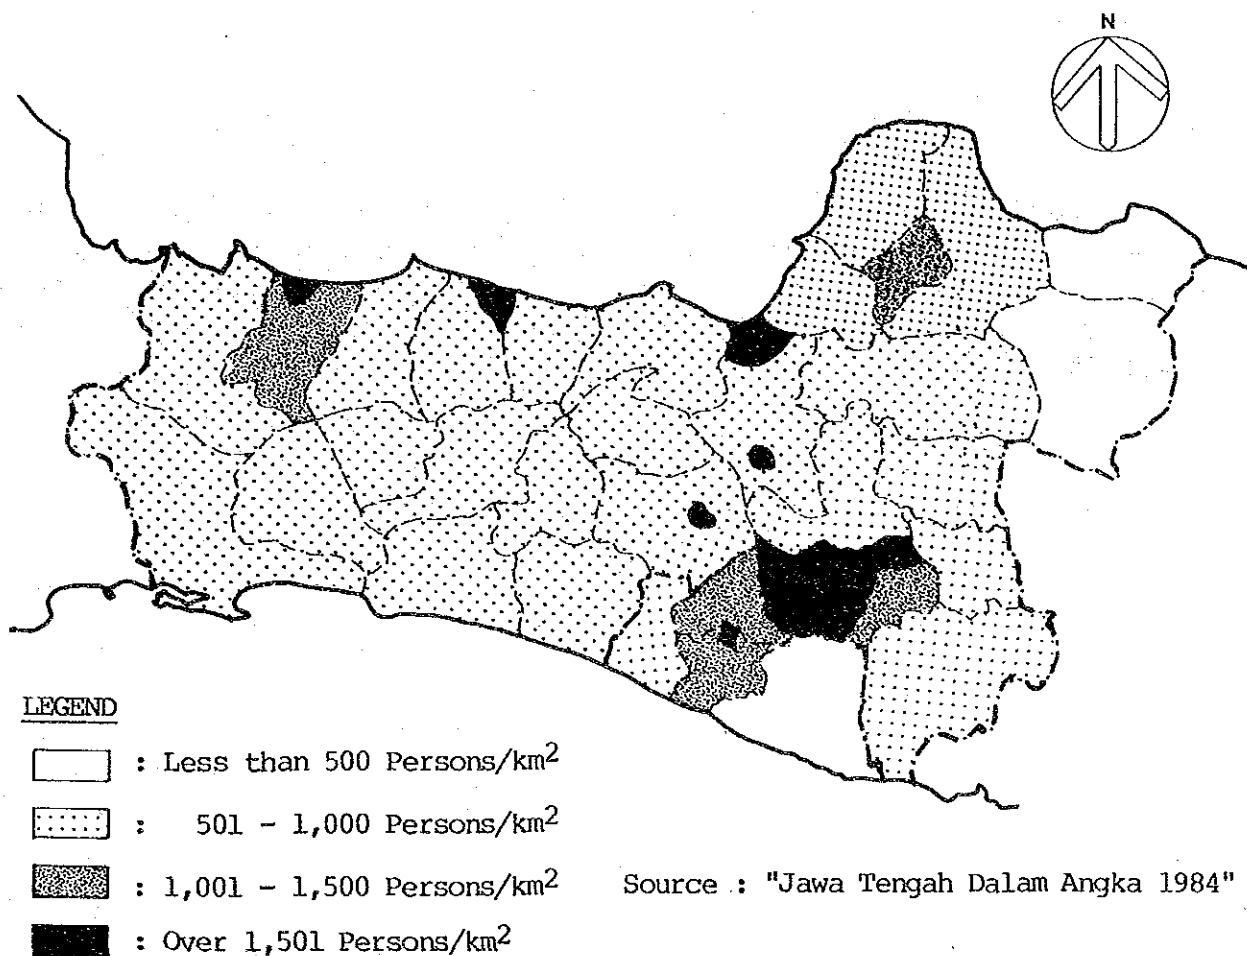 N
LEGEND
: Less than 500 Persons/km²
: 501 - 1,000 Persons/km²
: 1,001 - 1,500 Persons/km²
: Over 1,501 Persons/km²
Source : "Jawa Tengah Dalam Angka 1984"